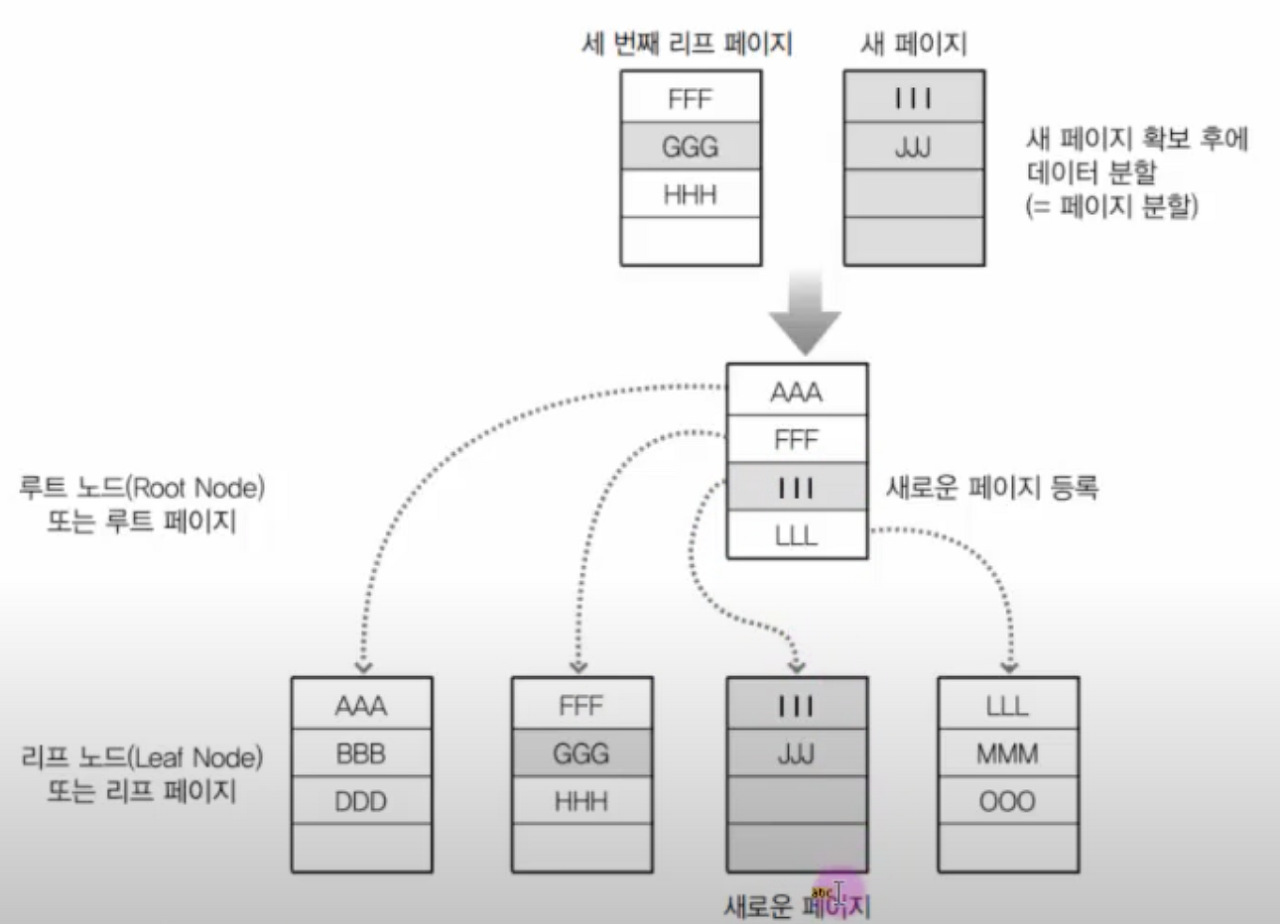 세 번째 리프 페이지
새 페이지
FFF
GGG
HHH
III
JJJ
새 페이지 확보 후에
데이터 분할
(= 페이지 분할)
AAA
FFF
III
LLL
루트 노드(Root Node)
또는 루트 페이지
새로운 페이지 등록
리프 노드(Leaf Node)
또는 리프 페이지
AAA
BBB
DDD
FFF
GGG
HHH
III
JJJ
LLL
MMM
OOO
abc
새로운 페이지